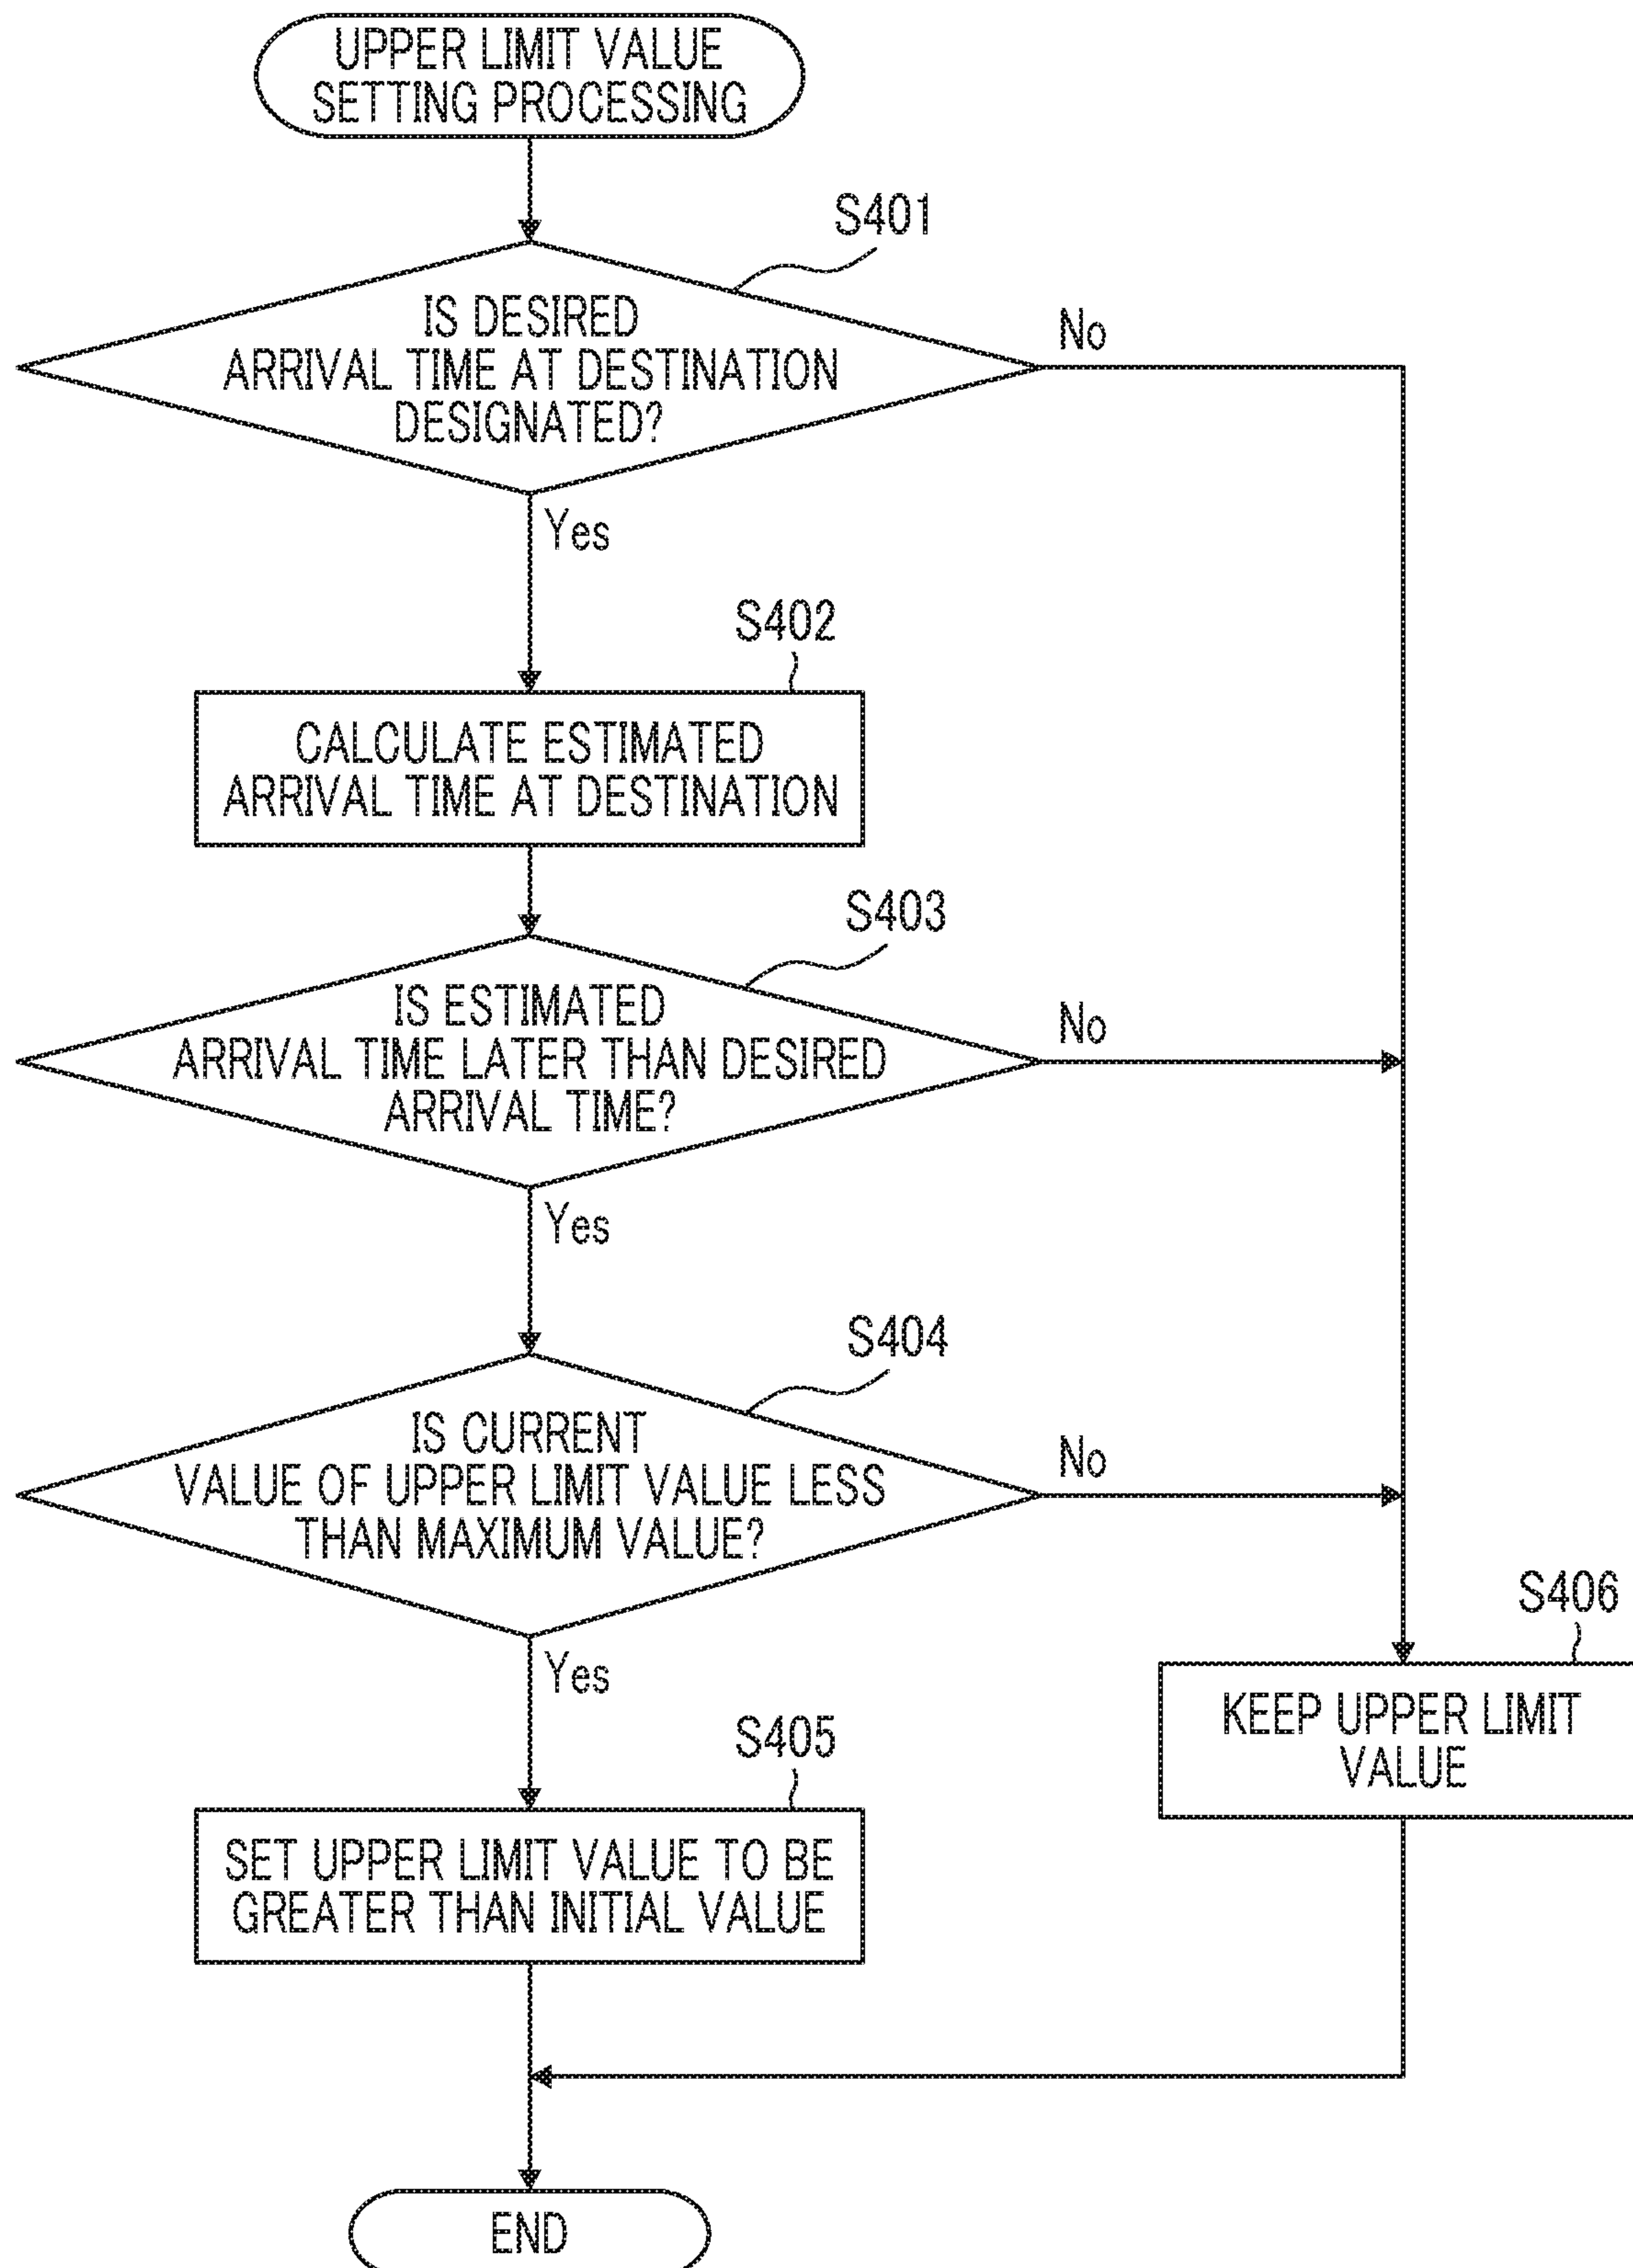 UPPER LIMIT VALUE
SETTING PROCESSING
S401
IS DESIRED
ARRIVAL TIME AT DESTINATION
DESIGNATED?
No
Yes
S402
CALCULATE ESTIMATED
ARRIVAL TIME AT DESTINATION
S403
IS ESTIMATED
ARRIVAL TIME LATER THAN DESIRED
ARRIVAL TIME?
No
Yes
S404
IS CURRENT
VALUE OF UPPER LIMIT VALUE LESS
THAN MAXIMUM VALUE?
No
Yes
S406
KEEP UPPER LIMIT
VALUE
S405
SET UPPER LIMIT VALUE TO BE
GREATER THAN INITIAL VALUE
END